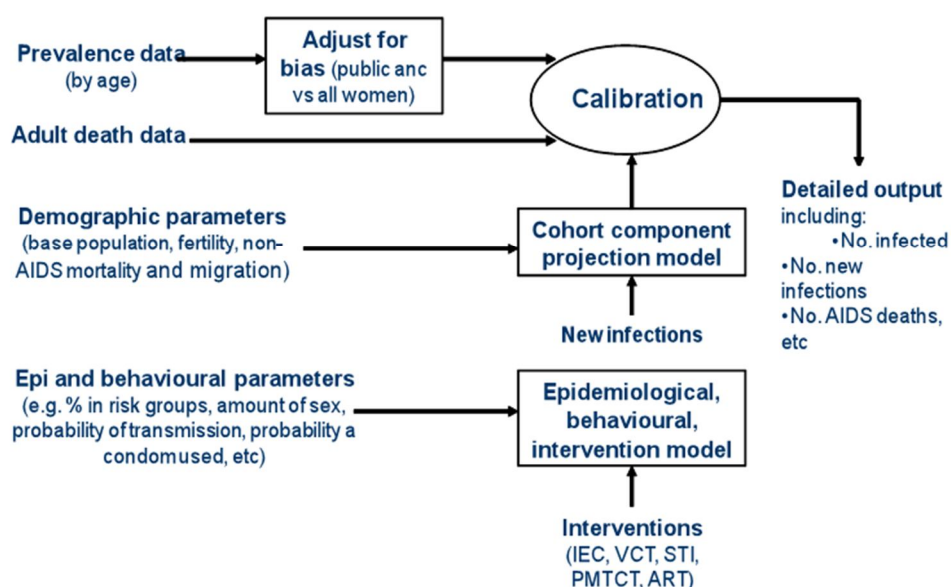 Prevalence data
(by age)
Adjust for
bias (public anc
vs all women)
Calibration
Adult death data
Detailed output
including:
•No. infected
•No. new
infections
•No. AIDS deaths,
etc
Demographic parameters
(base population, fertility, non-
AIDS mortality and migration)
Cohort component
projection model
New infections
Epi and behavioural parameters
(e.g. % in risk groups, amount of sex,
probability of transmission, probability a
condom used, etc)
Epidemiological,
behavioural,
intervention model
Interventions
(IEC, VCT, STI,
PMTCT, ART)